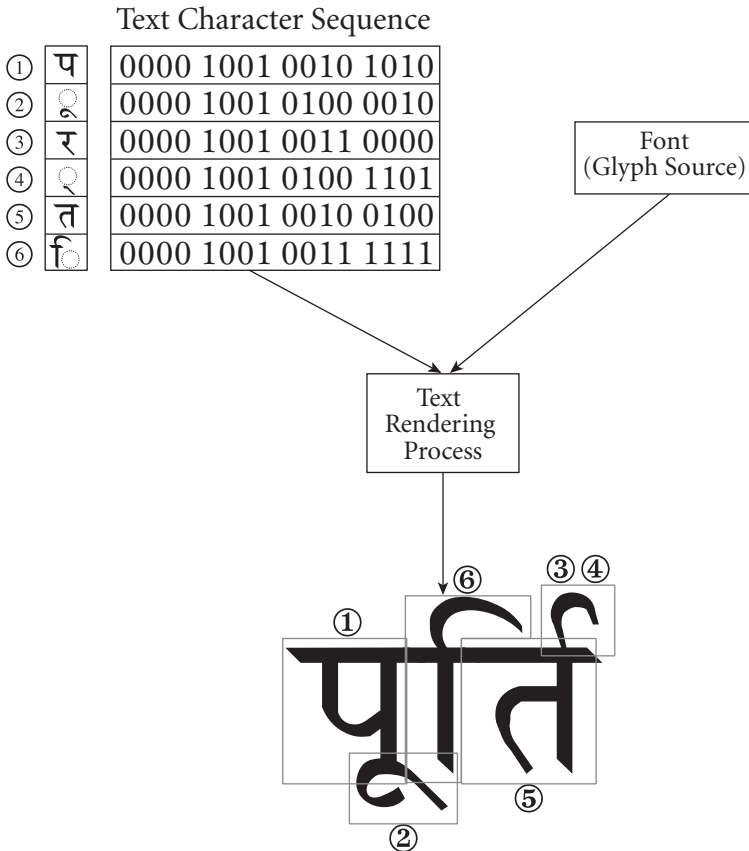 Text Character Sequence
① प 0000 1001 0010 1010
② ू 0000 1001 0100 0010
③ र 0000 1001 0011 0000
④ ् 0000 1001 0100 1101
⑤ त 0000 1001 0010 0100
⑥ ि 0000 1001 0011 1111
Font
(Glyph Source)
Text
Rendering
Process
③ ④
⑥
①
पूर्ति
⑤
②